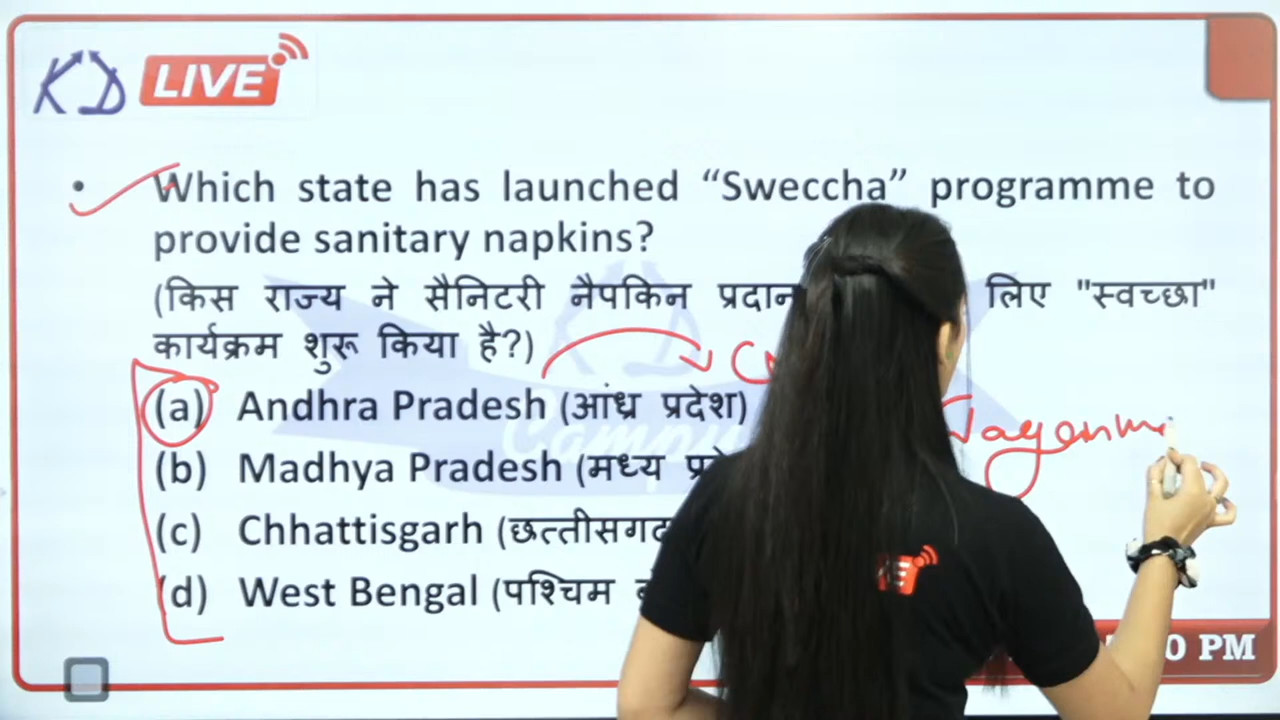 KD LIVE
• Which state has launched “Sweccha” programme to
provide sanitary napkins?
(किस राज्य ने सैनिटरी नैपकिन प्रदान लिए "स्वच्छा"
कार्यक्रम शुरू किया है?)
(a) Andhra Pradesh (आंध्र प्रदेश)
(b) Madhya Pradesh (मध्य
(c) Chhattisgarh
(d) West Bengal (पश्चिम
Campu
PM